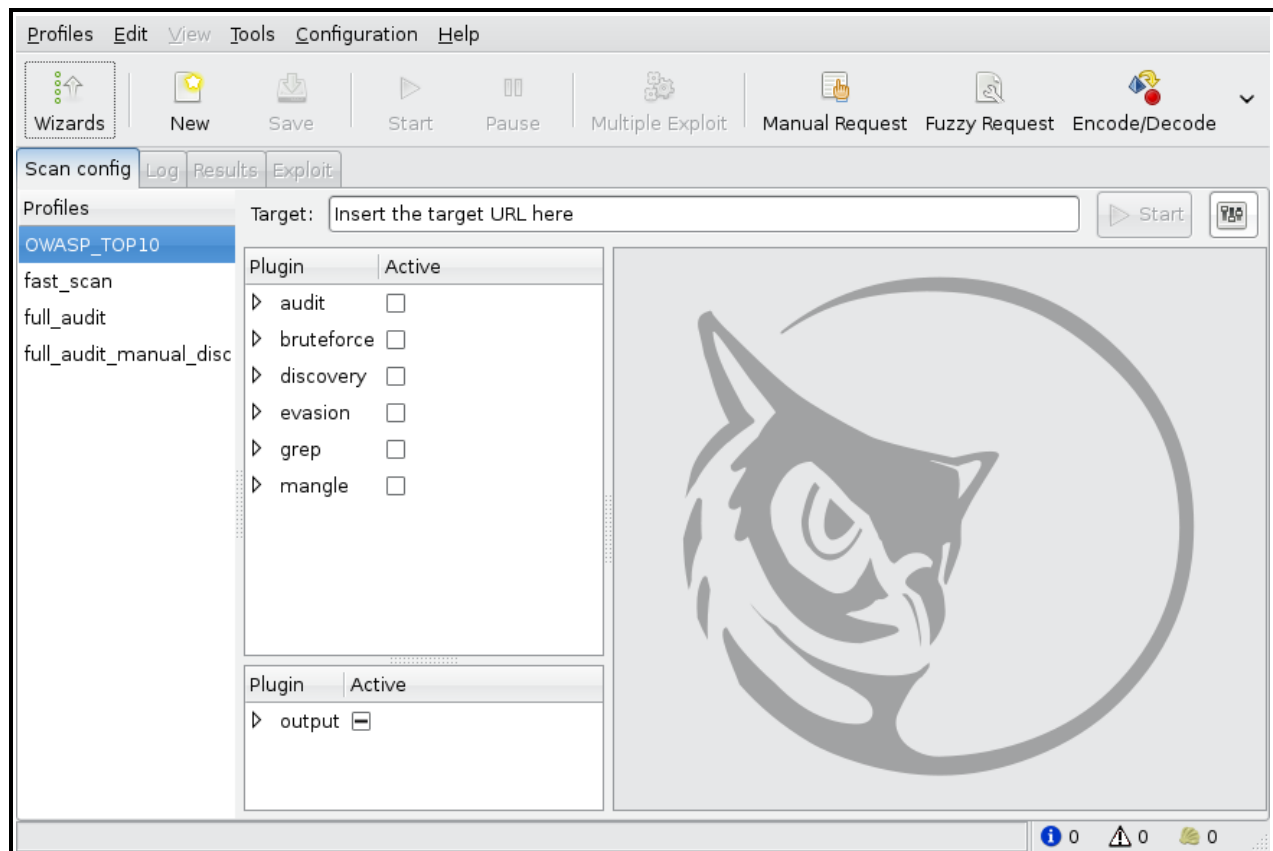 Profiles Edit View Tools Configuration Help
Wizards New Save Start Pause Multiple Exploit Manual Request Fuzzy Request Encode/Decode
Scan config Log Results Exploit
Profiles
OWASP_TOP10
fast_scan
full_audit
full_audit_manual_disc
Target: Insert the target URL here Start
Plugin Active
audit
bruteforce
discovery
evasion
grep
mangle
Plugin Active
output
0 0 0